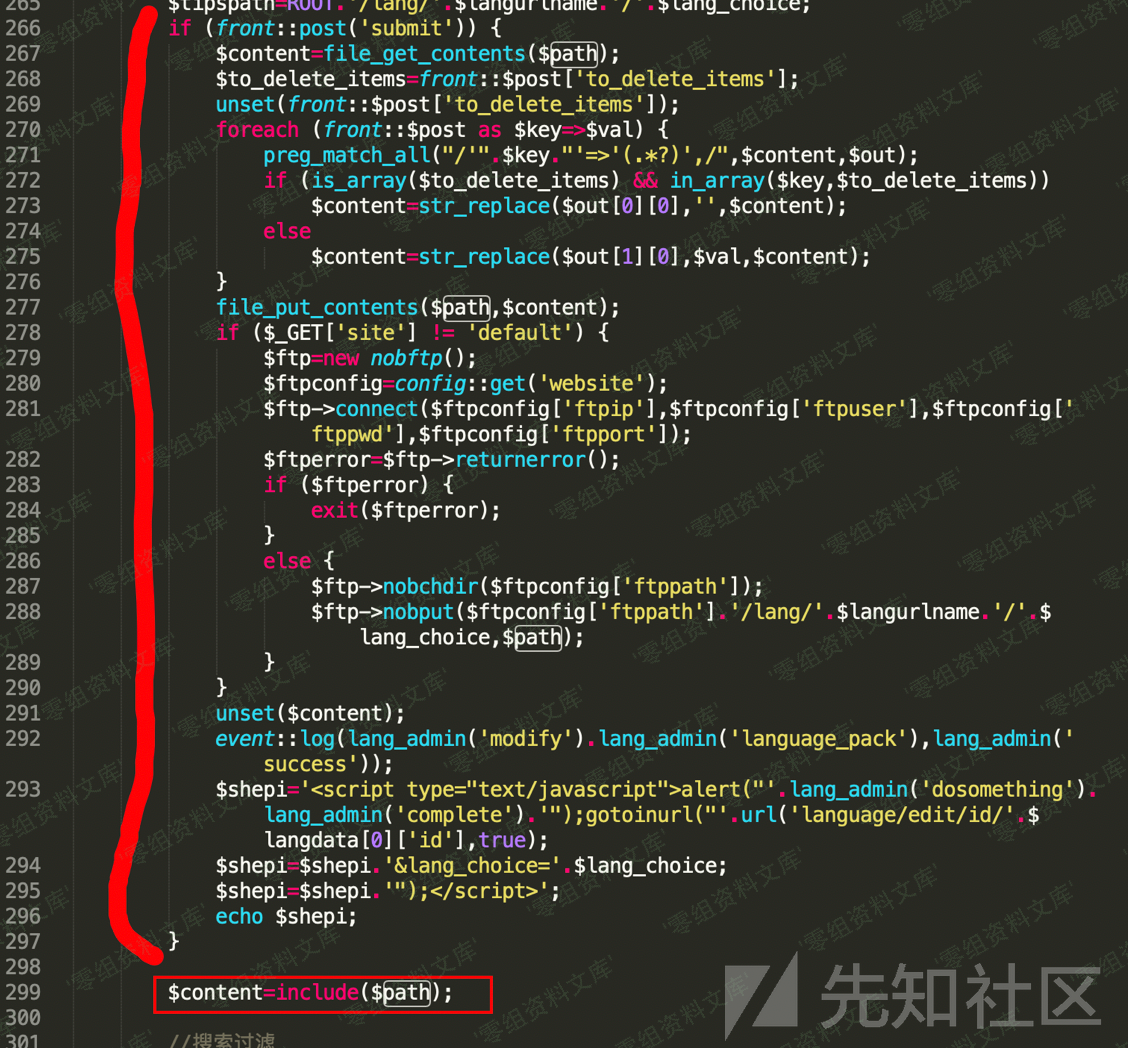 265 $tipspath=ROOT.'/lang/'.$langurlname.'/'.$lang_choice;
266 if (front::post('submit')) {
267 $content=file_get_contents($path);
268 $to_delete_items=front::$post['to_delete_items'];
269 unset(front::$post['to_delete_items']);
270 foreach (front::$post as $key=>$val) {
271 preg_match_all("/'".$key."'=>'(.*?)',/",$content,$out);
272 if (is_array($to_delete_items) && in_array($key,$to_delete_items))
273 $content=str_replace($out[0][0],'',$content);
274 else
275 $content=str_replace($out[1][0],$val,$content);
276 }
277 file_put_contents($path,$content);
278 if ($_GET['site'] != 'default') {
279 $ftp=new nobftp();
280 $ftpconfig=config::get('website');
281 $ftp->connect($ftpconfig['ftpip'],$ftpconfig['ftpuser'],$ftpconfig['
ftppwd'],$ftpconfig['ftpport']);
282 $ftperror=$ftp->returnerror();
283 if ($ftperror) {
284 exit($ftperror);
285 }
286 else {
287 $ftp->nobchdir($ftpconfig['ftppath']);
288 $ftp->nobput($ftpconfig['ftppath'].'/lang/'.$langurlname.'/'.$
lang_choice,$path);
289 }
290 }
291 unset($content);
292 event::log(lang_admin('modify').lang_admin('language_pack'),lang_admin('
success'));
293 $shepi='<script type="text/javascript">alert("'.lang_admin('dosomething').
lang_admin('complete').'");gotoinurl("'.url('language/edit/id/'.$
langdata[0]['id'],true);
294 $shepi=$shepi.'&lang_choice='.$lang_choice;
295 $shepi=$shepi.'");</script>';
296 echo $shepi;
297 }
298
299 $content=include($path);
300
301 //搜索过滤
先知社区
'零组资料文库'